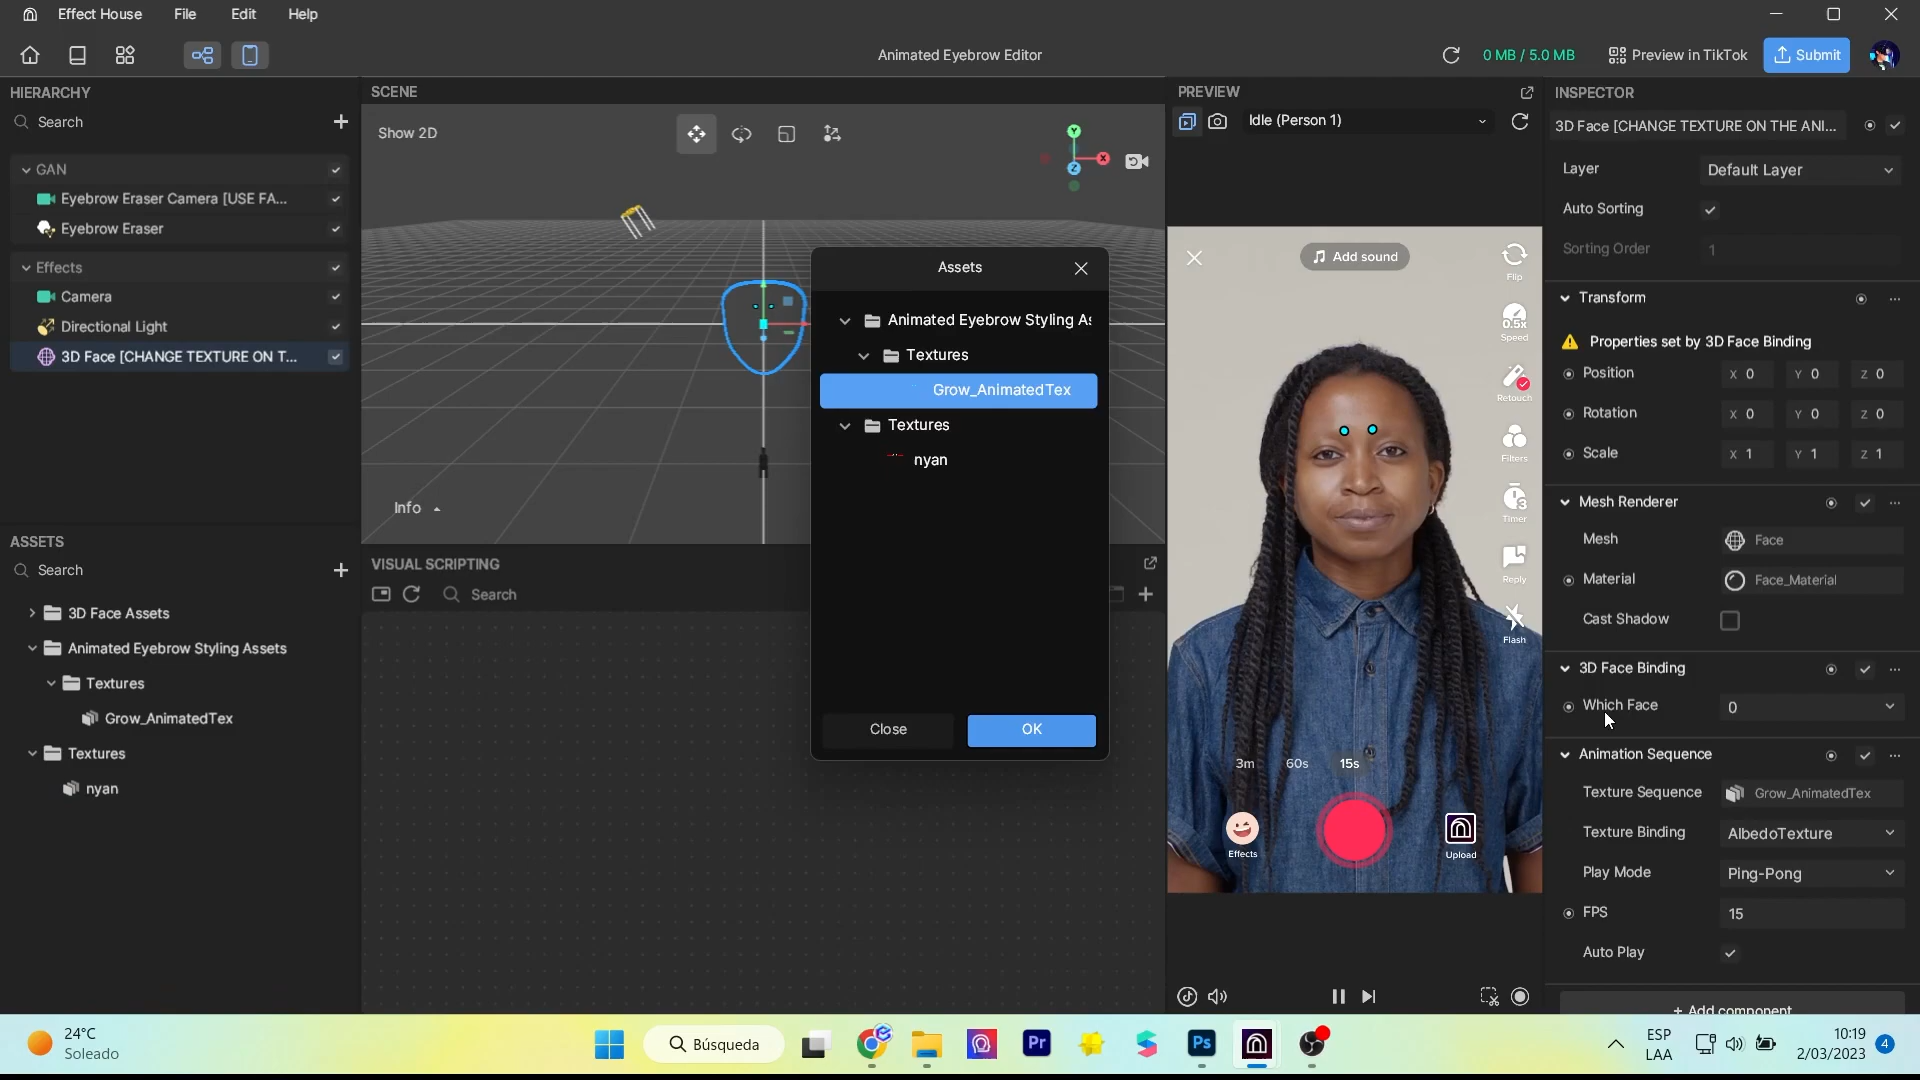 Effect House File Edit Help
Animated Eyebrow Editor
0 MB / 5.0 MB
Preview in TikTok
Submit
HIERARCHY
Search
GAN
Eyebrow Eraser Camera [USE FA...
Eyebrow Eraser
Effects
Camera
Directional Light
3D Face [CHANGE TEXTURE ON T...
ASSETS
Search
3D Face Assets
Animated Eyebrow Styling Assets
Textures
Grow_AnimatedTex
Textures
nyan
SCENE
Show 2D
Y
X
Z
Info
VISUAL SCRIPTING
Search
Assets
Animated Eyebrow Styling As
Textures
Grow_AnimatedTex
Textures
nyan
Close
OK
PREVIEW
Idle (Person 1)
Add sound
Flip
0.5x
Speed
Retouch
Filters
3
Timer
Reply
Flash
3m 60s 15s
Effects
Upload
INSPECTOR
3D Face [CHANGE TEXTURE ON THE ANI...
Layer Default Layer
Auto Sorting
Sorting Order 1
Transform
Properties set by 3D Face Binding
Position X 0 Y 0 Z 0
Rotation X 0 Y 0 Z 0
Scale X 1 Y 1 Z 1
Mesh Renderer
Mesh Face
Material Face_Material
Cast Shadow
3D Face Binding
Which Face 0
Animation Sequence
Texture Sequence Grow_AnimatedTex
Texture Binding AlbedoTexture
Play Mode Ping-Pong
FPS 15
Auto Play
+ Add component
24°C
Soleado
Búsqueda
Pr
Ps
ESP
LAA
10:19
2/03/2023
4